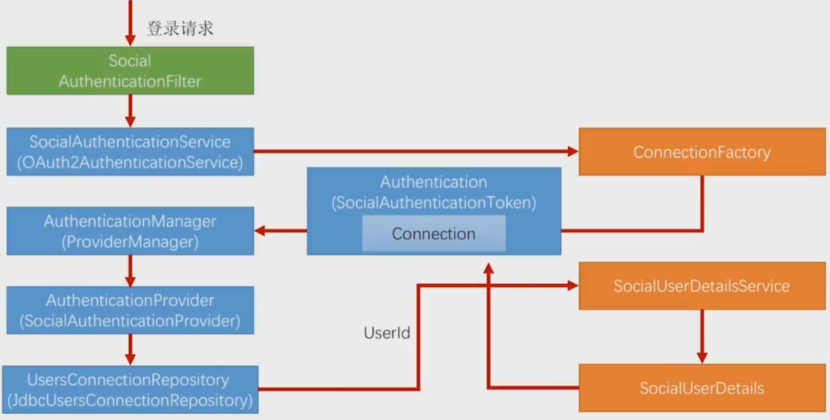 登录请求
Social
AuthenticationFilter
SocialAuthenticationService
(OAuth2AuthenticationService)
ConnectionFactory
Authentication
(SocialAuthenticationToken)
Connection
AuthenticationManager
(ProviderManager)
AuthenticationProvider
(SocialAuthenticationProvider)
SocialUserDetailsService
UserId
UsersConnectionRepository
(JdbcUsersConnectionRepository)
SocialUserDetails